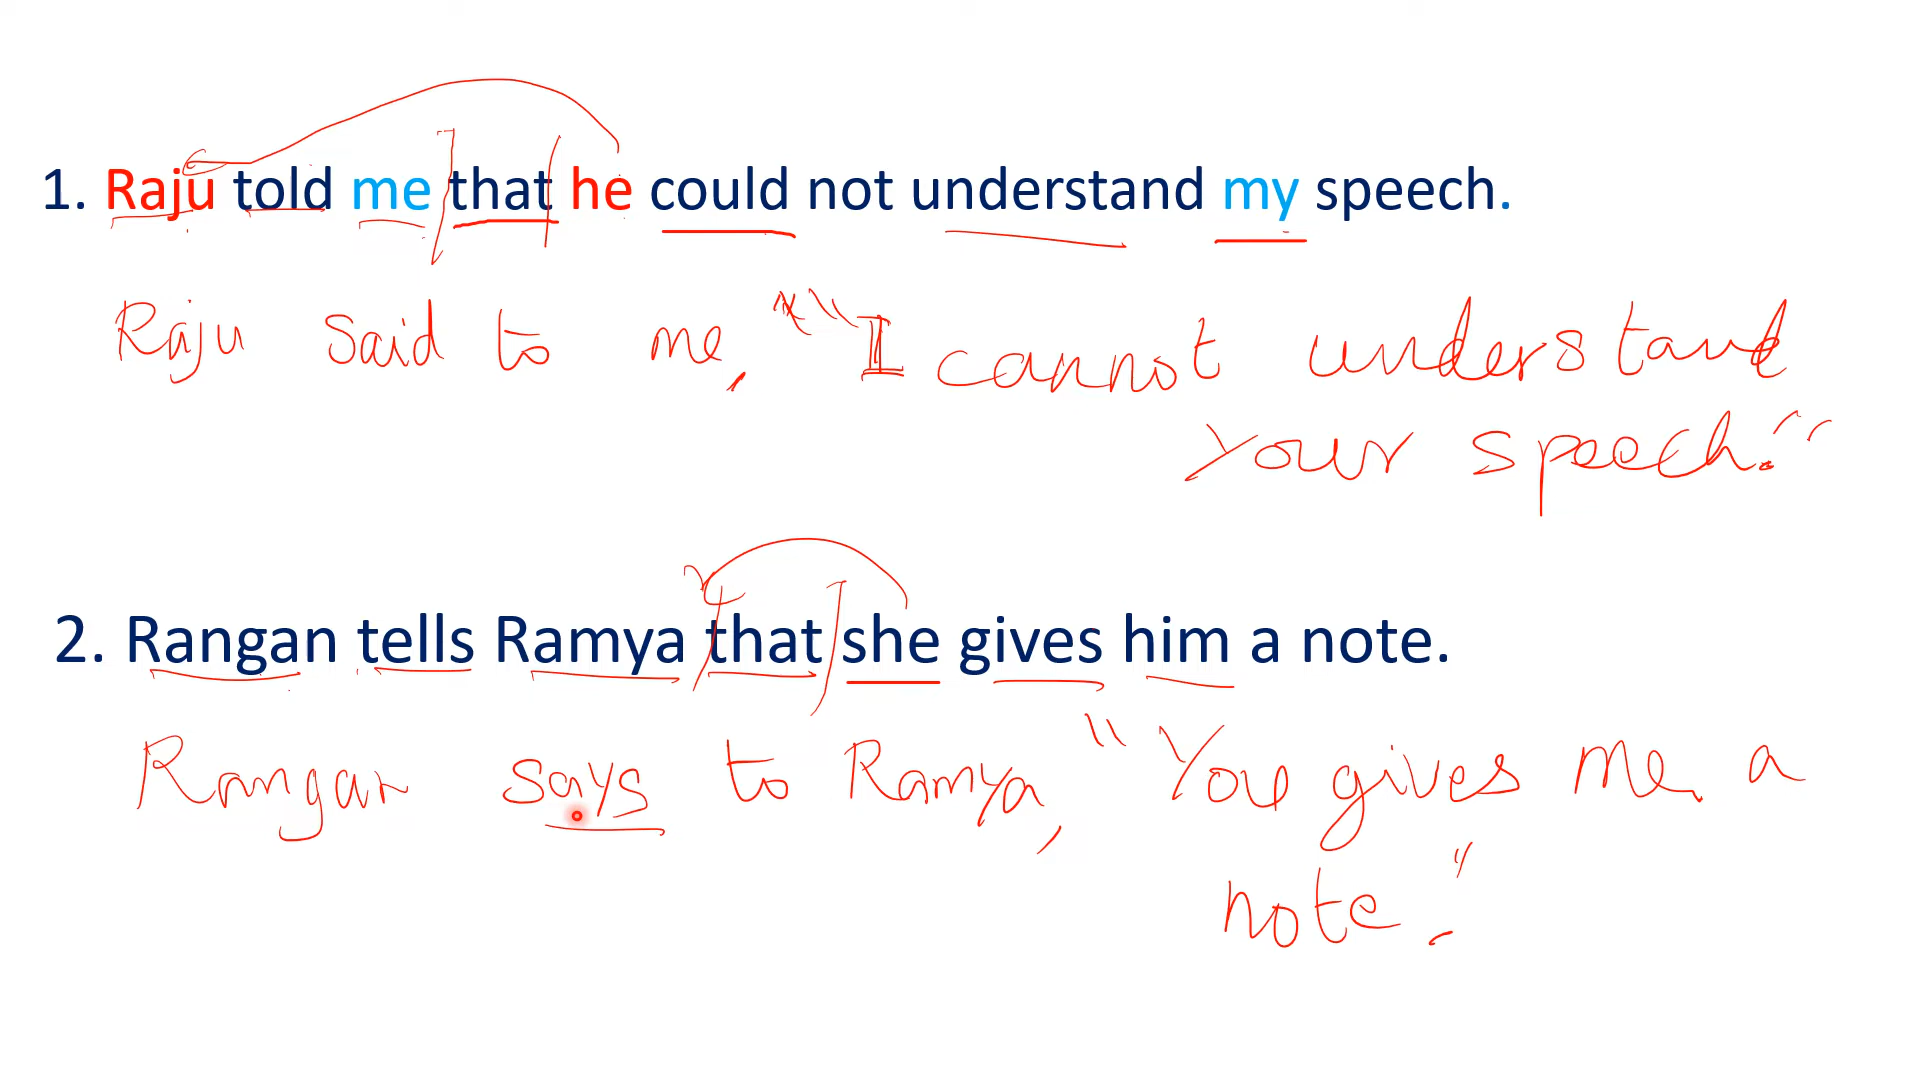 1. Raju told me that he could not understand my speech.
Raju said to me, "I cannot understand
your speech."
2. Rangan tells Ramya that she gives him a note.
Rangan says to Ramya, "You gives me a
note."